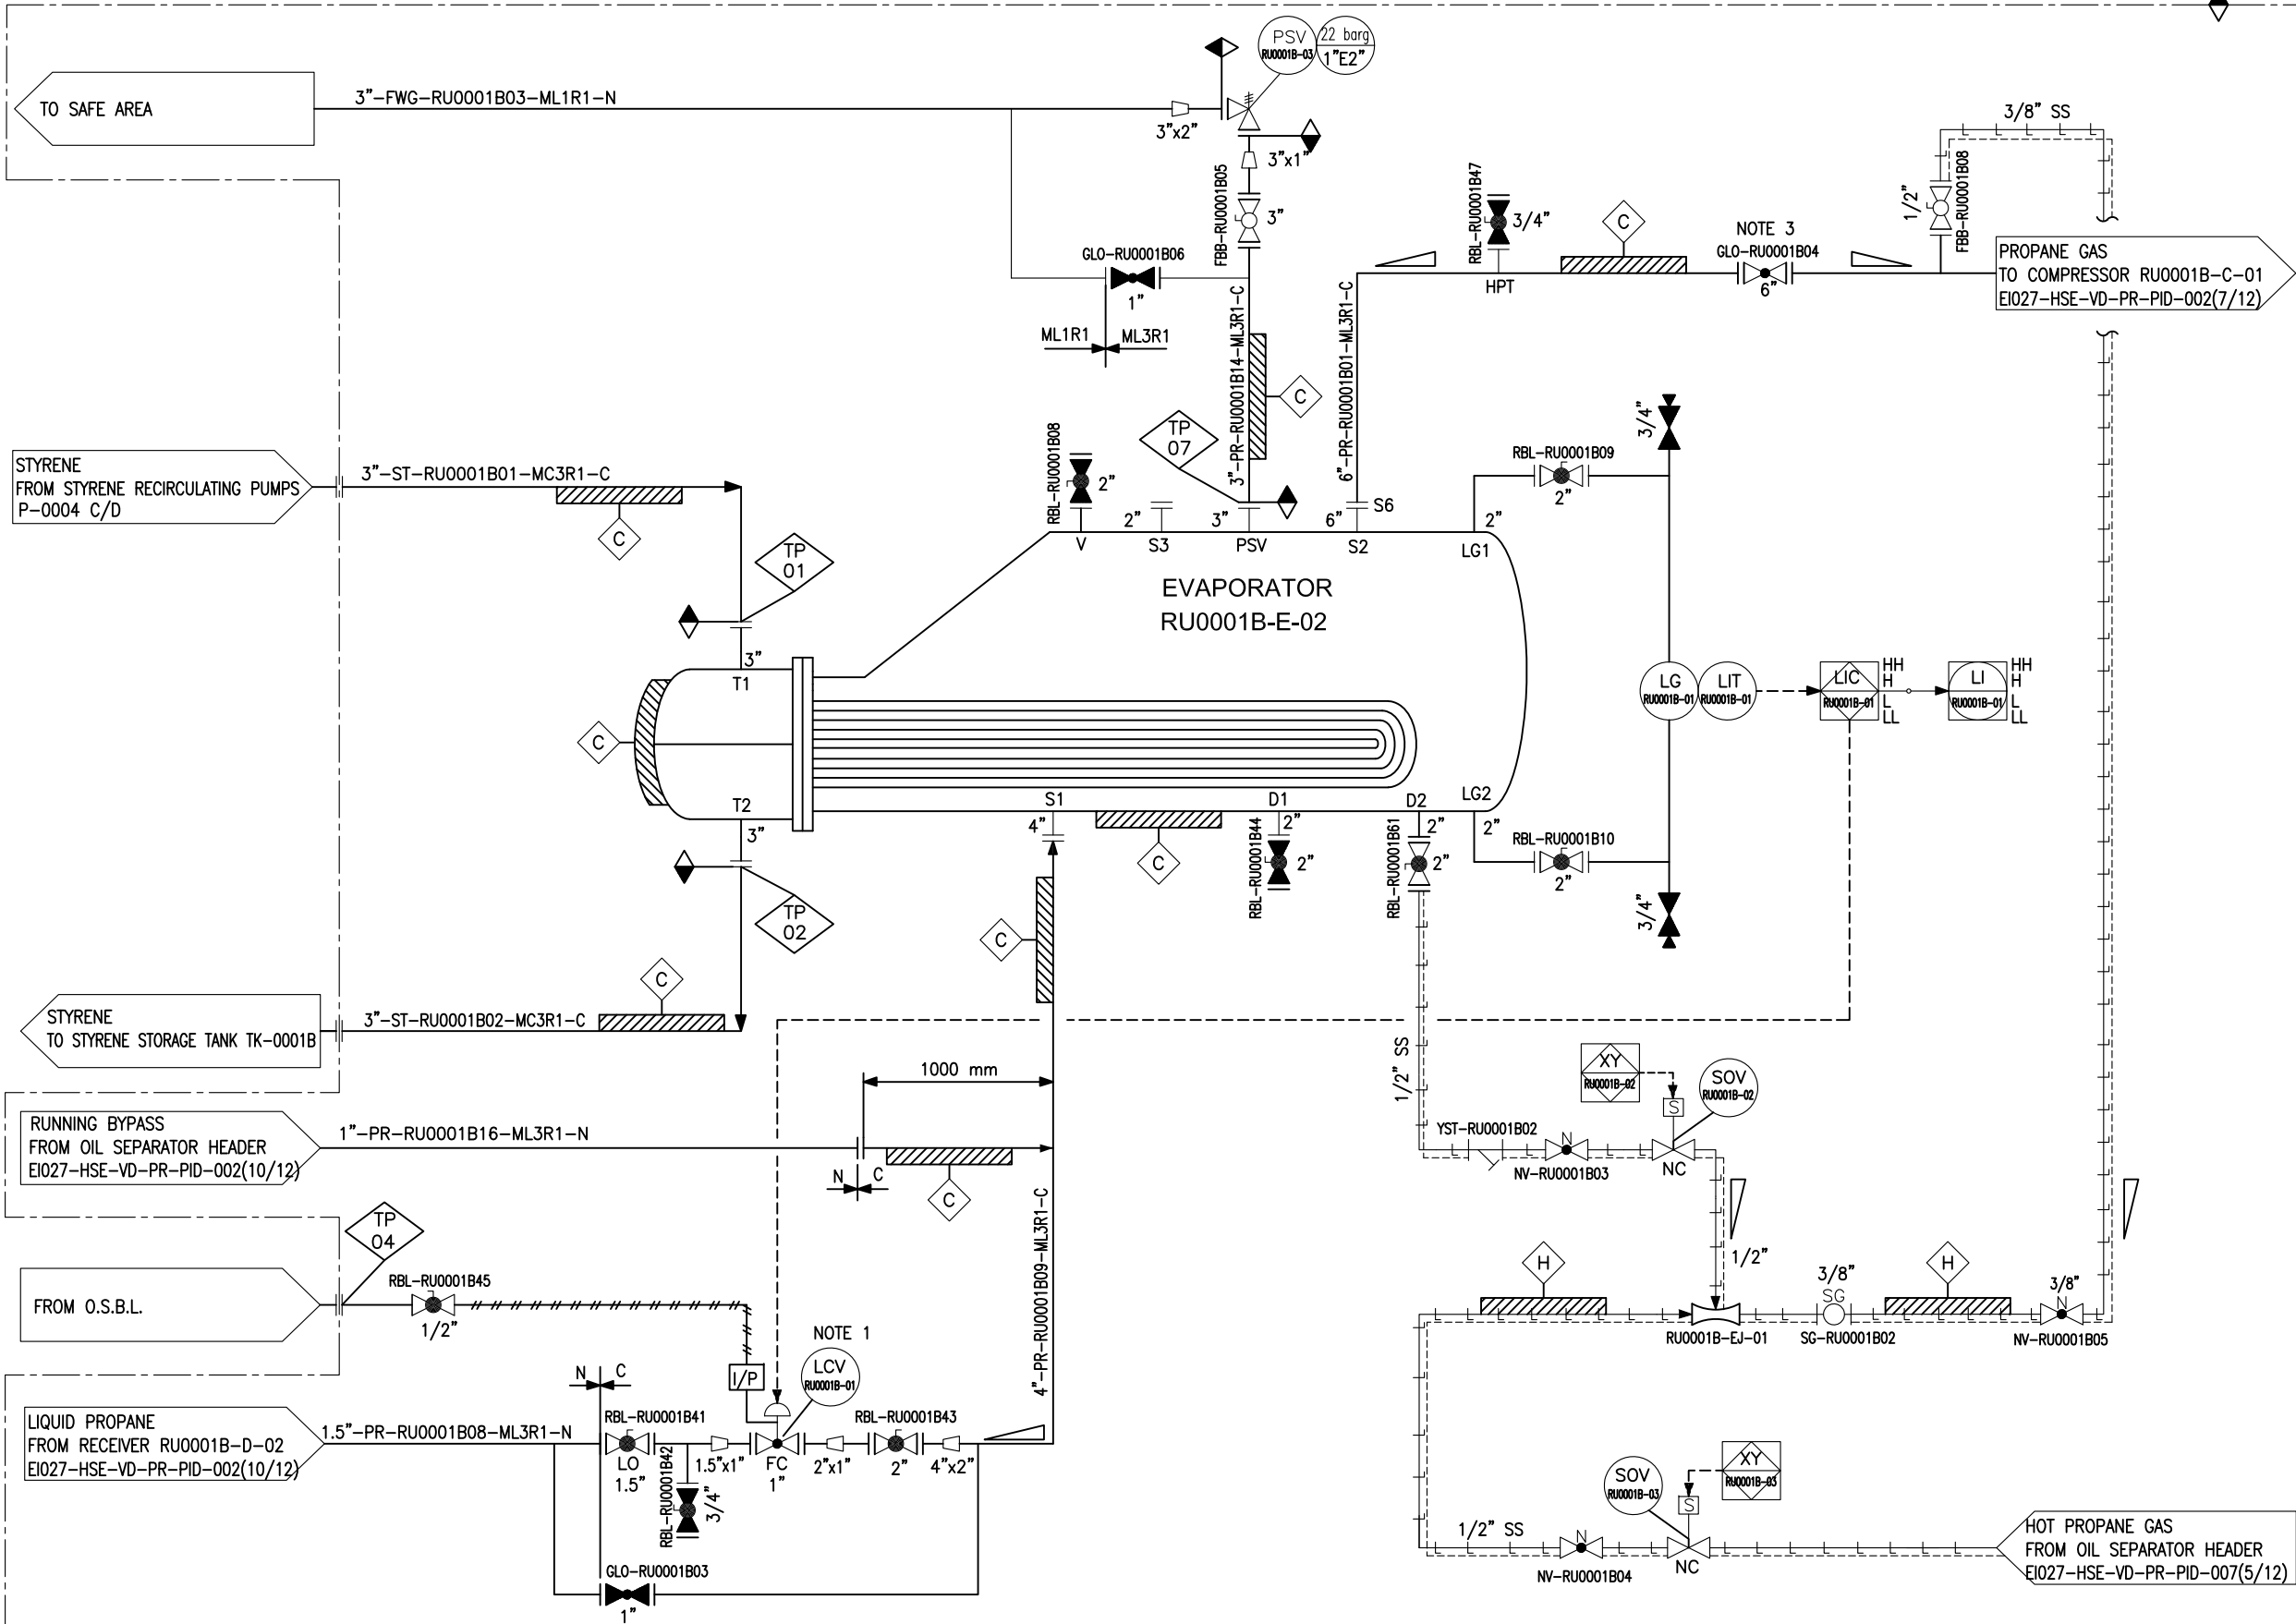 PSV
RU0001B-03
22 barg
1"E2"
TO SAFE AREA
3"-FWG-RU0001B03-ML1R1-N
3"x2"
3"x1"
FBB-RU0001B05
3"
GLO-RU0001B06
1"
ML1R1
ML3R1
3"-PR-RU0001B14-ML3R1-C
C
TP
07
RBL-RU0001B47
3/4"
HPT
C
NOTE 3
GLO-RU0001B04
6"
3/8" SS
1/2"
FBB-RU0001B08
PROPANE GAS
TO COMPRESSOR RU0001B-C-01
EI027-HSE-VD-PR-PID-002(7/12)
6"-PR-RU0001B01-ML3R1-C
STYRENE
FROM STYRENE RECIRCULATING PUMPS
P-0004 C/D
3"-ST-RU0001B01-MC3R1-C
C
TP
01
RBL-RU0001B08
2"
V
2"
S3
3"
PSV
6"
S6
S2
2"
LG1
RBL-RU0001B09
2"
3/4"
EVAPORATOR
RU0001B-E-02
3"
T1
C
T2
3"
LG
RU0001B-01
LIT
RU0001B-01
LIC
RU0001B-01
HH
H
L
LL
LI
RU0001B-01
HH
H
L
LL
S1
4"
C
D1
2"
RBL-RU0001B44
2"
D2
2"
RBL-RU0001B61
2"
LG2
2"
RBL-RU0001B10
2"
3/4"
TP
02
C
C
STYRENE
TO STYRENE STORAGE TANK TK-0001B
3"-ST-RU0001B02-MC3R1-C
1000 mm
1/2" SS
XY
RU0001B-02
S
SOV
RU0001B-02
RUNNING BYPASS
FROM OIL SEPARATOR HEADER
EI027-HSE-VD-PR-PID-002(10/12)
1"-PR-RU0001B16-ML3R1-N
N
C
C
YST-RU0001B02
N
NV-RU0001B03
NC
1/2"
TP
04
FROM O.S.B.L.
RBL-RU0001B45
1/2"
4"-PR-RU0001B09-ML3R1-C
H
RU0001B-EJ-01
3/8"
SG
SG-RU0001B02
H
3/8"
N
NV-RU0001B05
NOTE 1
LCV
RU0001B-01
I/P
N
C
LIQUID PROPANE
FROM RECEIVER RU0001B-D-02
EI027-HSE-VD-PR-PID-002(10/12)
1.5"-PR-RU0001B08-ML3R1-N
RBL-RU0001B41
LO
1.5"
RBL-RU0001B42
3/4"
1.5"x1"
FC
1"
2"x1"
RBL-RU0001B43
2"
4"x2"
GLO-RU0001B03
1"
SOV
RU0001B-03
XY
RU0001B-03
S
1/2" SS
N
NV-RU0001B04
NC
HOT PROPANE GAS
FROM OIL SEPARATOR HEADER
EI027-HSE-VD-PR-PID-007(5/12)